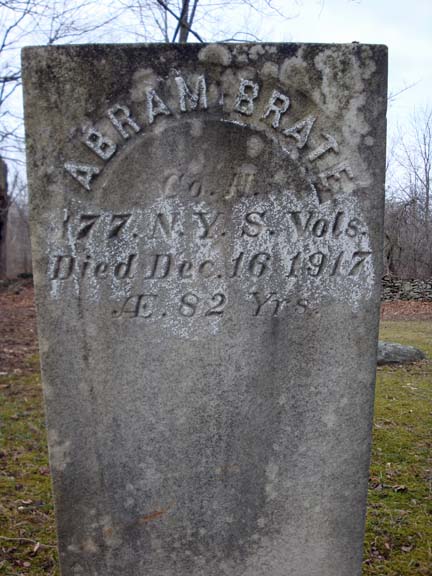 ABRAM BRATE
Co. H.
177. N. Y. S. Vols.
Died Dec. 16 1917
Æ. 82 Yrs.